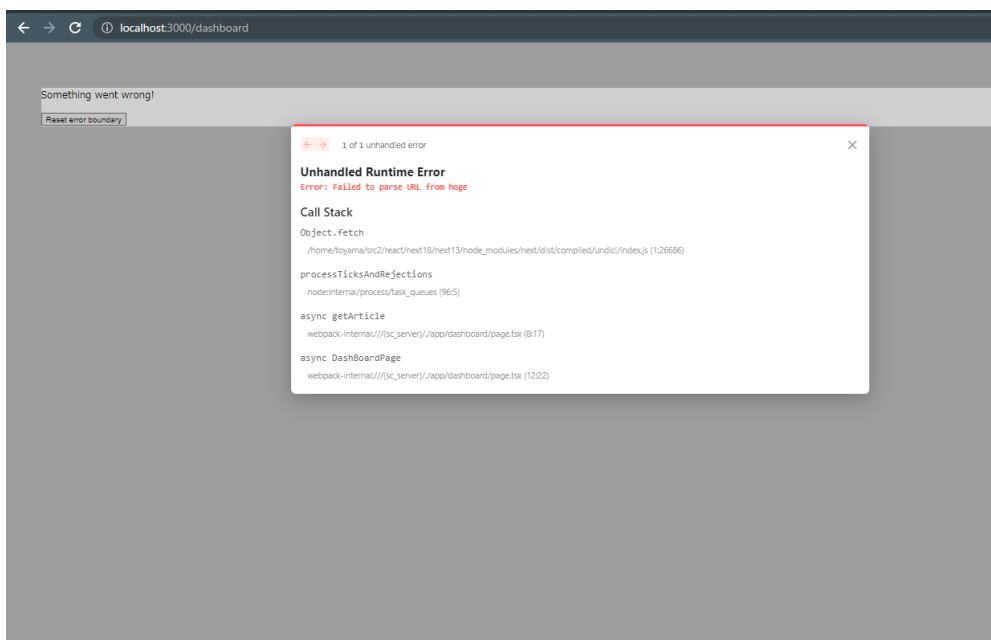 localhost:3000/dashboard
Something went wrong!
Reset error boundary
1 of 1 unhandled error
Unhandled Runtime Error
Error: Failed to parse URL from hoge
Call Stack
Object.fetch
/home/toyama/src2/react/next18/next13/node_modules/next/dist/compiled/undici/index.js (1:26686)
processTicksAndRejections
node:internal/process/task_queues (96:5)
async getArticle
webpack-internal:///(sc_server)/./app/dashboard/page.tsx (8:17)
async DashBoardPage
webpack-internal:///(sc_server)/./app/dashboard/page.tsx (12:22)